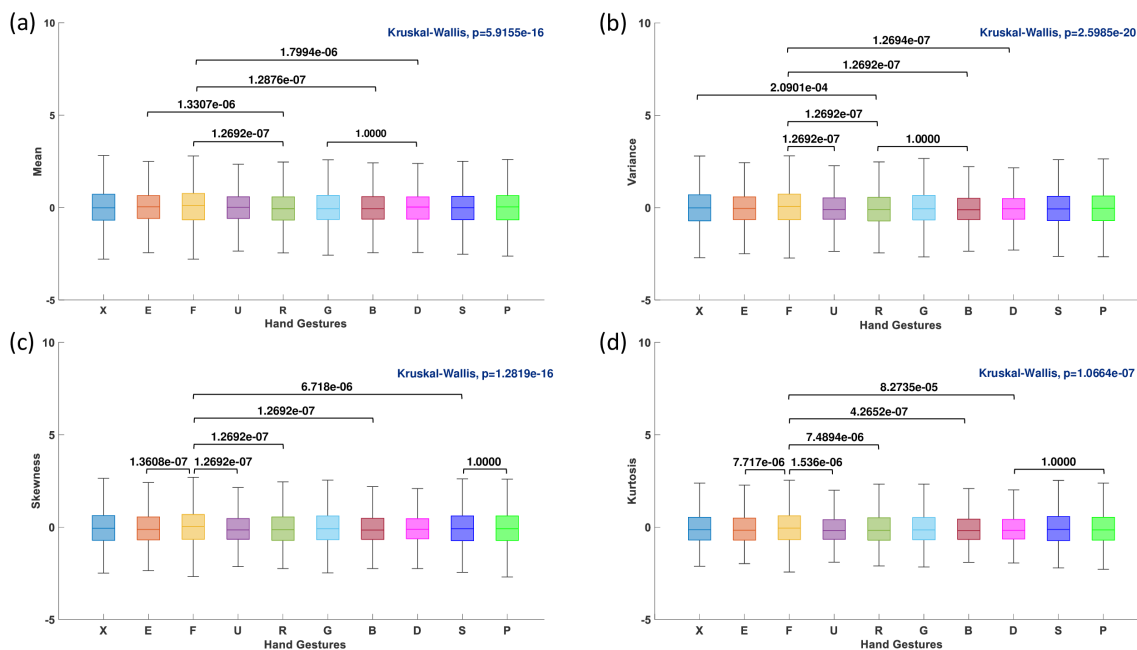 (a)
10
Kruskal-Wallis, p=5.9155e-16
1.7994e-06
1.2876e-07
5
1.3307e-06
1.2692e-07
1.0000
Mean
0
-5
X E F U R G B D S P
Hand Gestures
(b)
10
Kruskal-Wallis, p=2.5985e-20
1.2694e-07
1.2692e-07
2.0901e-04
5
1.2692e-07
1.2692e-07
1.0000
Variance
0
-5
X E F U R G B D S P
Hand Gestures
(c)
10
Kruskal-Wallis, p=1.2819e-16
6.718e-06
1.2692e-07
5
1.2692e-07
1.3608e-07 1.2692e-07
1.0000
Skewness
0
-5
X E F U R G B D S P
Hand Gestures
(d)
10
Kruskal-Wallis, p=1.0664e-07
8.2735e-05
4.2652e-07
5
7.4894e-06
7.717e-06 1.536e-06
1.0000
Kurtosis
0
-5
X E F U R G B D S P
Hand Gestures